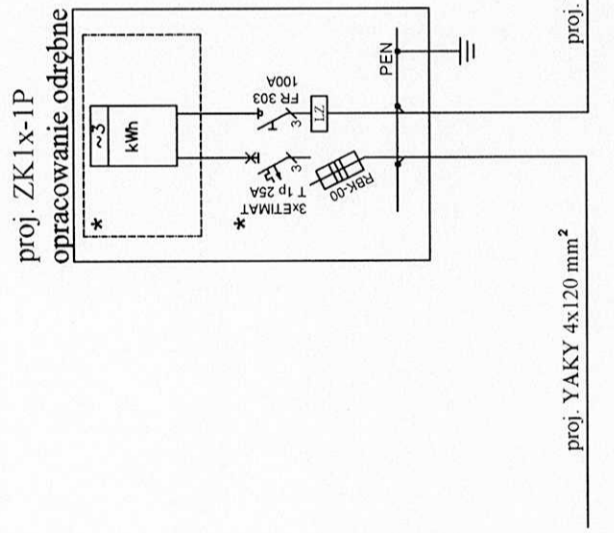 proj. ZK1x-1P
opracowanie odrębne
*
~3
kWh
*
3xETIMAT
T 1p 25A
3
FR 303
100A
3
LZ
RBK-00
PEN
proj. YAKY 4x120 mm²
proj.